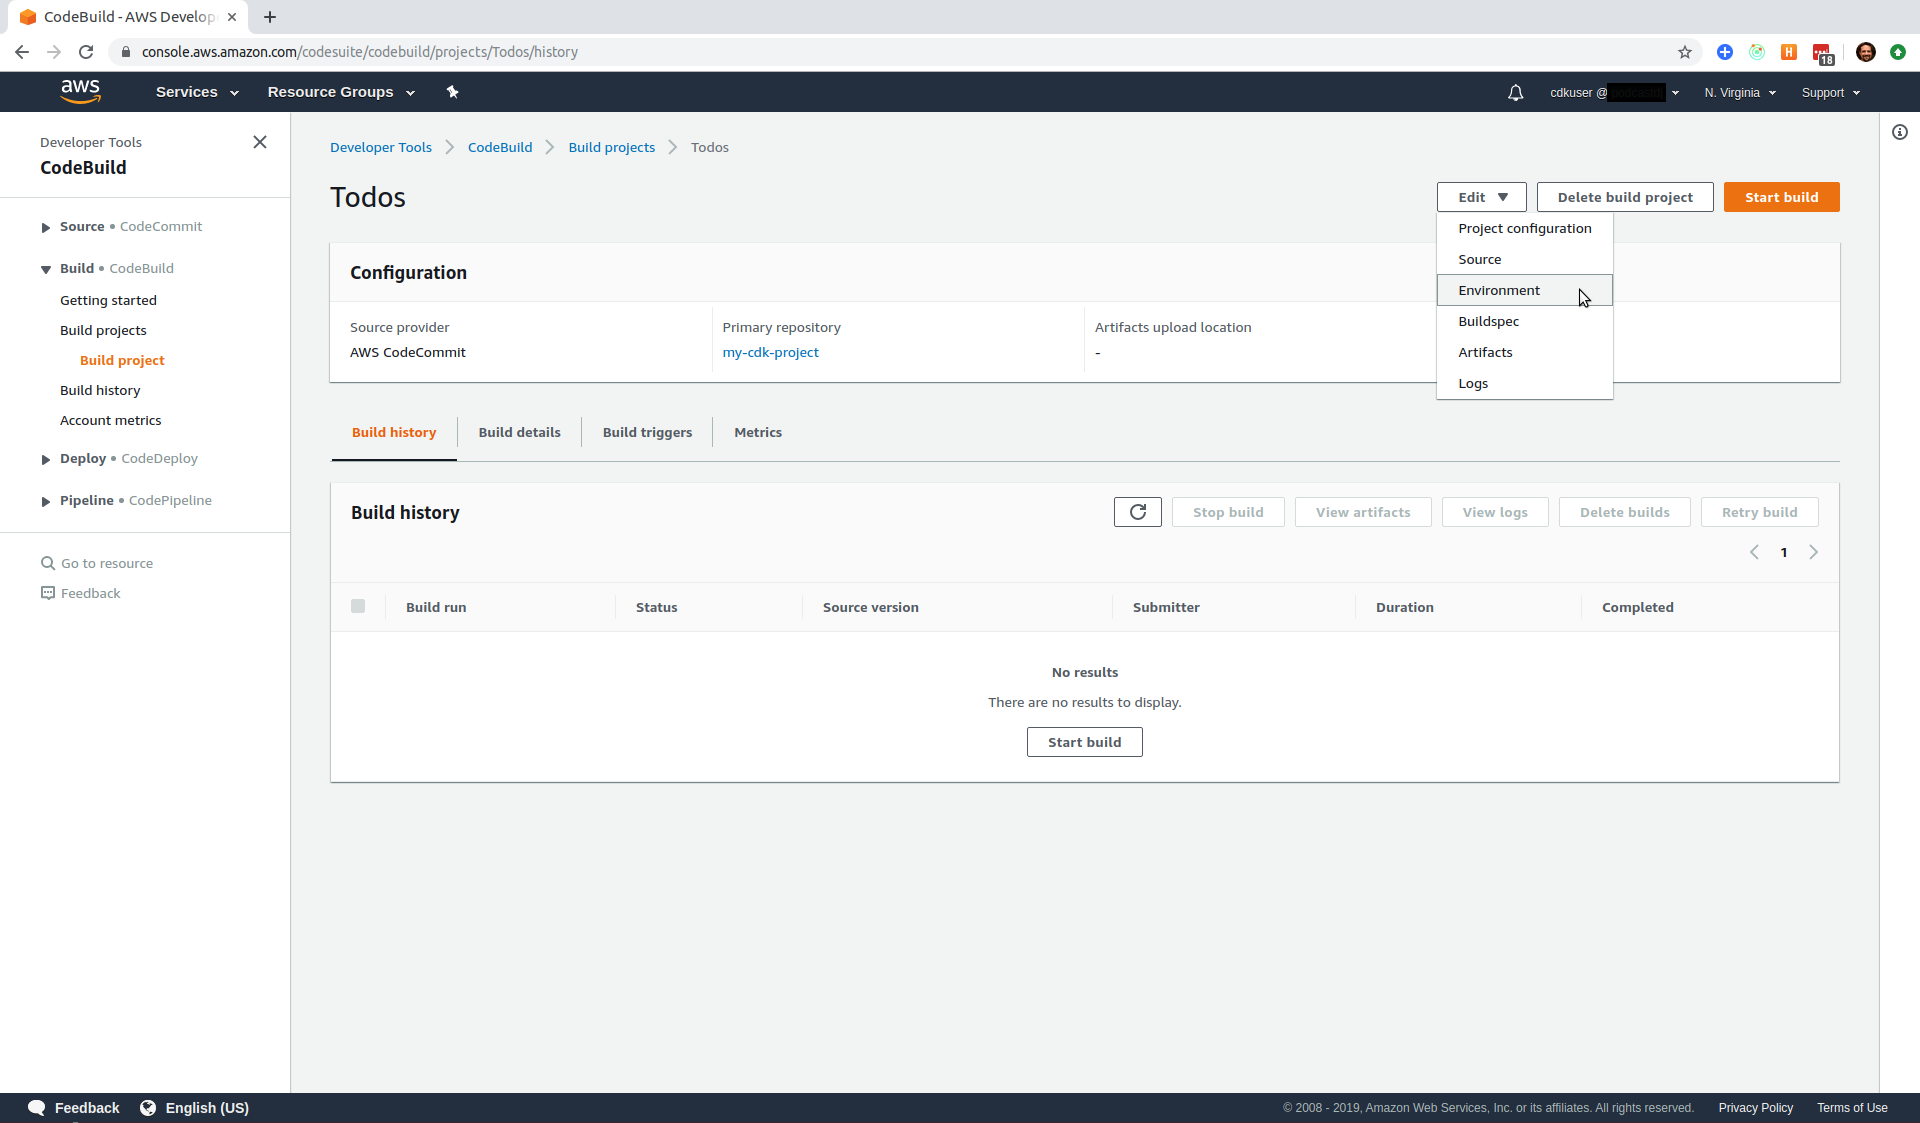 CodeBuild - AWS Develop
console.aws.amazon.com/codesuite/codebuild/projects/Todos/history
H
18
aws
Services
Resource Groups
cdkuser @
N. Virginia
Support
Developer Tools
CodeBuild
Source • CodeCommit
Build • CodeBuild
Getting started
Build projects
Build project
Build history
Account metrics
Deploy • CodeDeploy
Pipeline • CodePipeline
Go to resource
Feedback
Developer Tools
CodeBuild
Build projects
Todos
Todos
Edit
Delete build project
Start build
Project configuration
Source
Environment
Buildspec
Artifacts
Logs
Configuration
Source provider
AWS CodeCommit
Primary repository
my-cdk-project
Artifacts upload location
-
Build history
Build details
Build triggers
Metrics
Build history
Stop build
View artifacts
View logs
Delete builds
Retry build
1
Build run
Status
Source version
Submitter
Duration
Completed
No results
There are no results to display.
Start build
Feedback
English (US)
© 2008 - 2019, Amazon Web Services, Inc. or its affiliates. All rights reserved.
Privacy Policy
Terms of Use